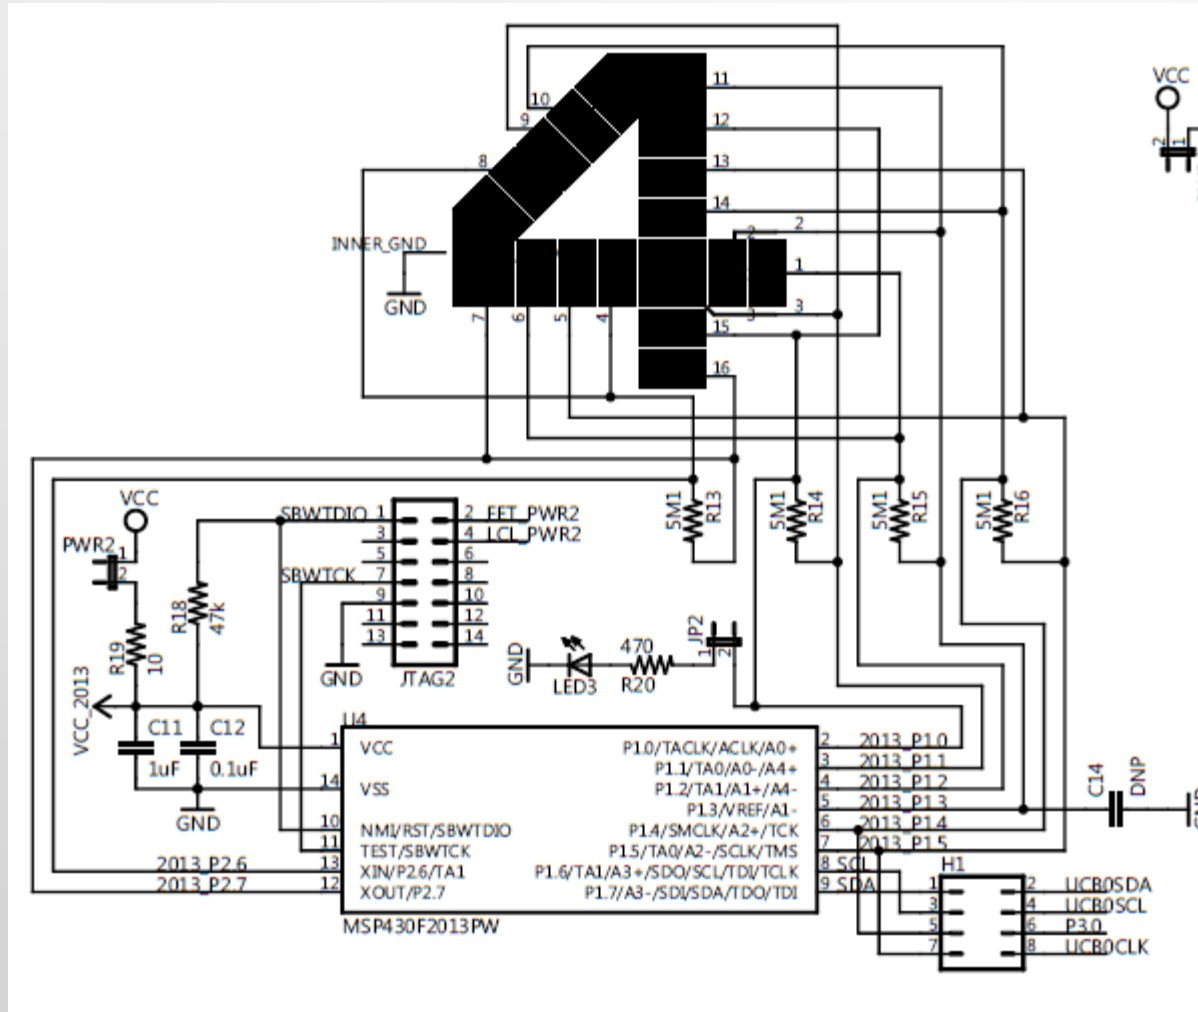 11
VCC
10
9
12
2
1
8
13
14
2
2
INNER_GND
1
GND
7
6
5
4
3
3
15
16
VCC
SBWTDIO
1
2
FET_PWR2
3
4
LCL_PWR2
5M1
R13
5M1
R14
5M1
R15
5M1
R16
PWR2
1
2
5
6
SBWTCK
7
8
9
10
11
12
13
14
R18
47k
R19
10
GND
JTAG2
GND
LED3
470
R20
JP2
1
2
VCC_2013
C11
1uF
C12
0.1uF
GND
U4
1
VCC
P1.0/TACLK/ACLK/A0+
2
2013_P1.0
P1.1/TA0/A0-/A4+
3
2013_P1.1
14
VSS
P1.2/TA1/A1+/A4-
4
2013_P1.2
P1.3/VREF/A1-
5
2013_P1.3
C14
DNP
10
NMI/RST/SBWTDIO
P1.4/SMCLK/A2+/TCK
6
2013_P1.4
11
TEST/SBWTCK
P1.5/TA0/A2-/SCLK/TMS
7
2013_P1.5
2013_P2.6
13
XIN/P2.6/TA1
P1.6/TA1/A3+/SDO/SCL/TDI/TCLK
8
SCL
2013_P2.7
12
XOUT/P2.7
P1.7/A3-/SDI/SDA/TDO/TDI
9
SDA
MSP430F2013PW
H1
1
2
UCB0SDA
3
4
UCB0SCL
5
6
P3.0
7
8
UCB0CLK